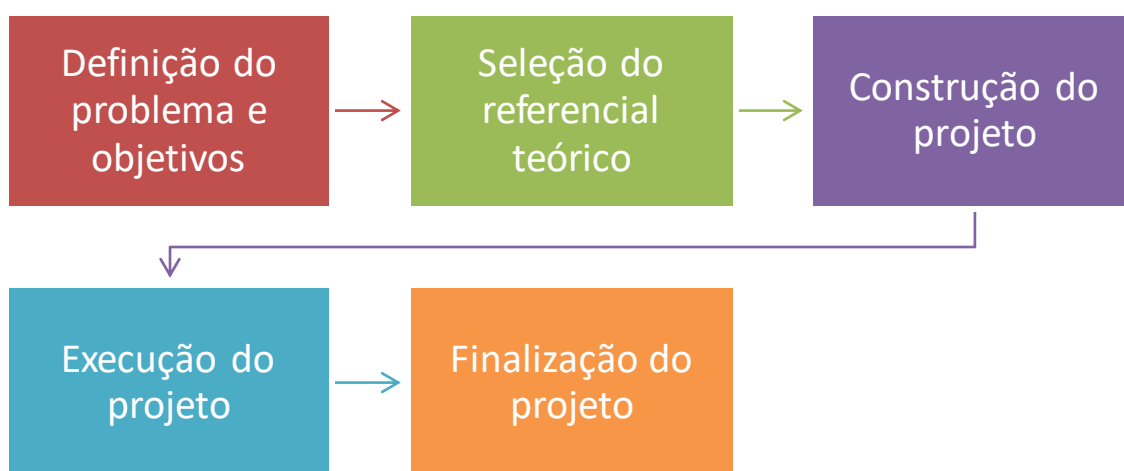 Definição do
problema e
objetivos
Seleção do
referencial
teórico
Construção do
projeto
Execução do
projeto
Finalização do
projeto